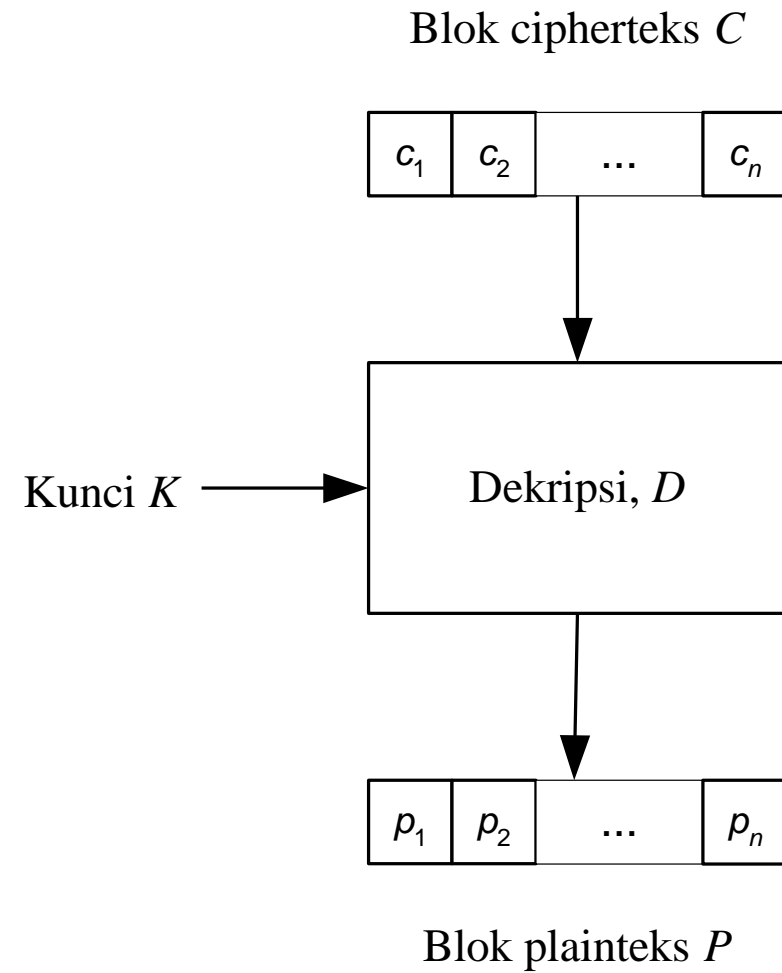 Blok cipherteks C
c₁ c₂ ... cₙ
Kunci K
Dekripsi, D
p₁ p₂ ... pₙ
Blok plainteks P